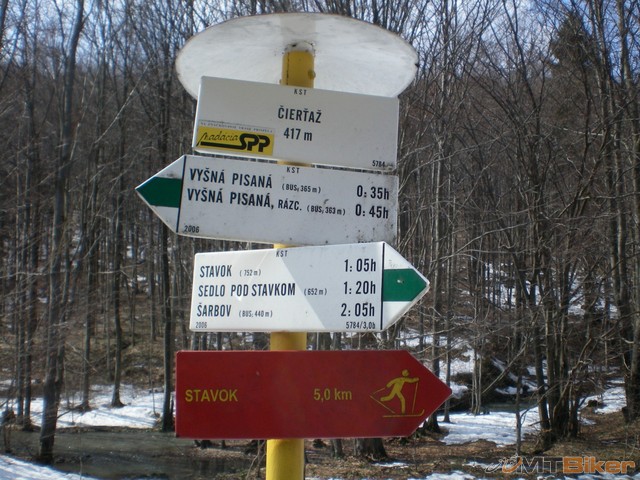 KST
ČIERŤAŽ
417 m
nadácia SPP
5784
KST
VYŠNÁ PISANÁ (BUS, 365 m) 0:35h
VYŠNÁ PISANÁ, RÁZC. (BUS, 363 m) 0:45h
2006
KST
STAVOK (752 m) 1:05h
SEDLO POD STAVKOM (652 m) 1:20h
ŠARBOV (BUS, 440 m) 2:05h
2006 5784/3,0b
STAVOK 5,0 km
MTBiker